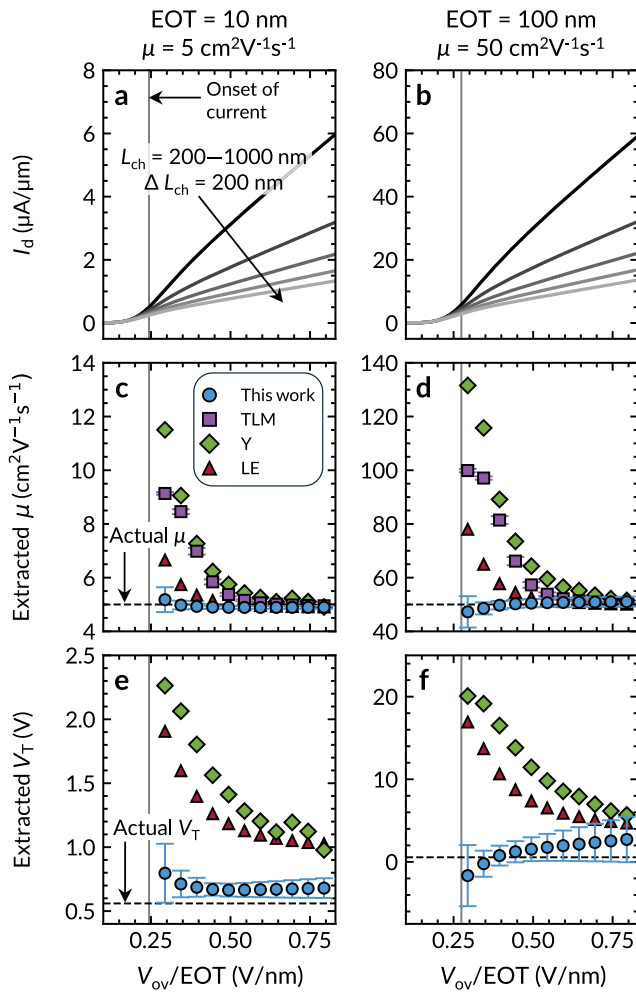 EOT = 10 nm
μ = 5 cm²V⁻¹s⁻¹
EOT = 100 nm
μ = 50 cm²V⁻¹s⁻¹
a
Onset of
current
L_ch = 200—1000 nm
Δ L_ch = 200 nm
I_d (μA/μm)
8
6
4
2
0
b
80
60
40
20
0
c
This work
TLM
Y
LE
Actual μ
Extracted μ (cm²V⁻¹s⁻¹)
14
12
10
8
6
4
d
140
120
100
80
60
40
e
Actual V_T
Extracted V_T (V)
2.5
2.0
1.5
1.0
0.5
0.25 0.50 0.75
V_ov/EOT (V/nm)
f
20
10
0
0.25 0.50 0.75
V_ov/EOT (V/nm)